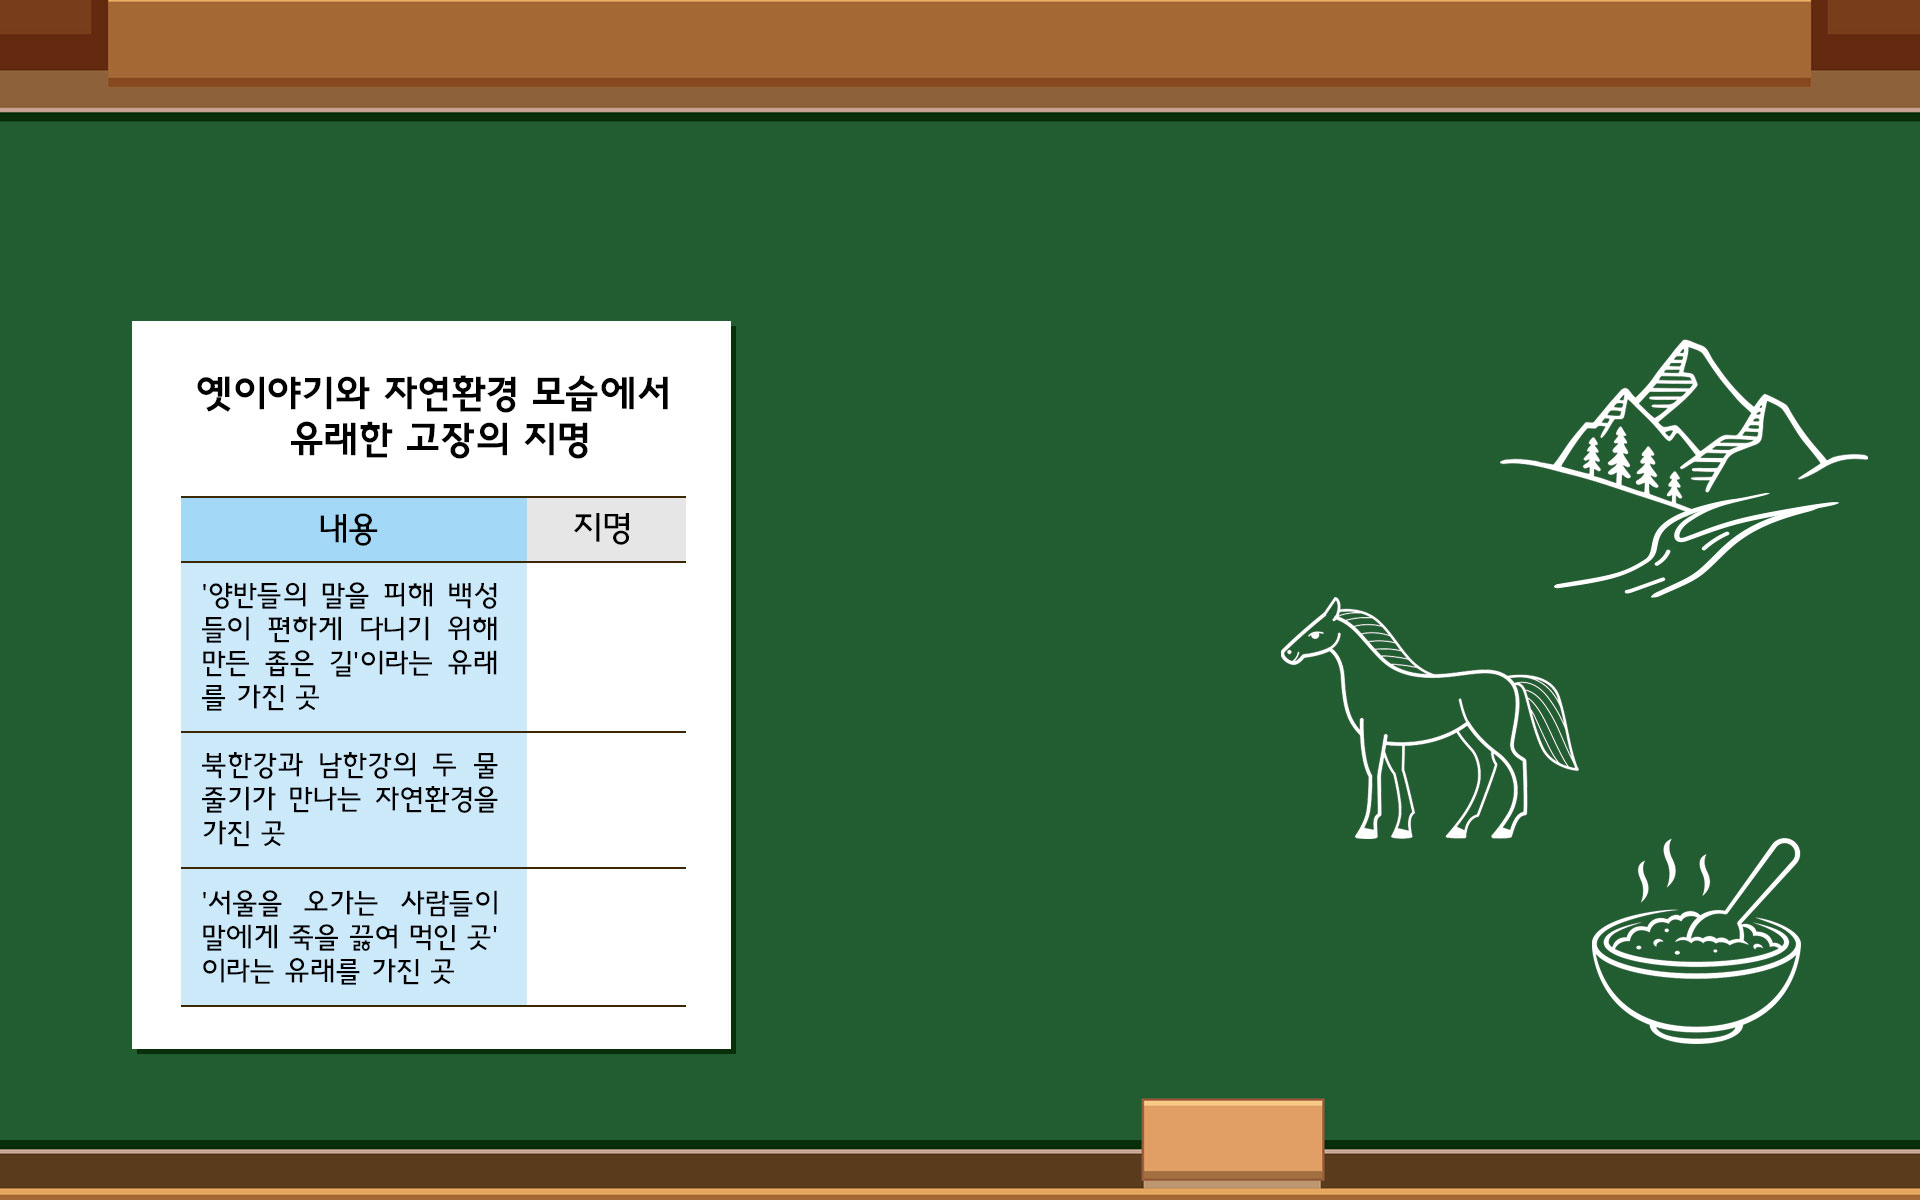 옛이야기와 자연환경 모습에서
유래한 고장의 지명
내용
지명
'양반들의 말을 피해 백성
들이 편하게 다니기 위해
만든 좁은 길'이라는 유래
를 가진 곳
북한강과 남한강의 두 물
줄기가 만나는 자연환경을
가진 곳
'서울을 오가는 사람들이
말에게 죽을 끓여 먹인 곳'
이라는 유래를 가진 곳